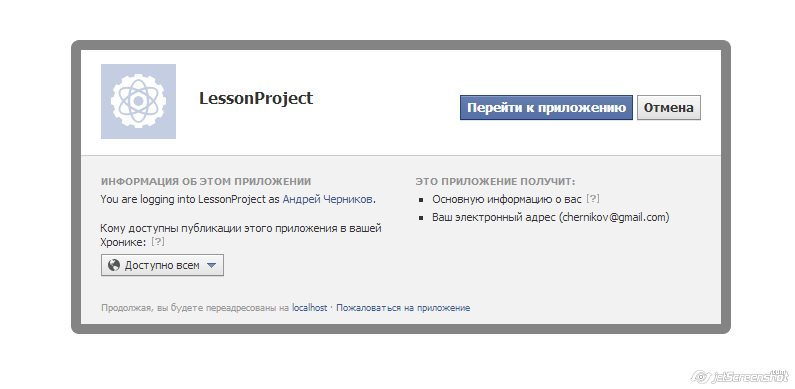 LessonProject
Перейти к приложению
Отмена
ИНФОРМАЦИЯ ОБ ЭТОМ ПРИЛОЖЕНИИ
You are logging into LessonProject as Андрей Черников.
Кому доступны публикации этого приложения в вашей
Хронике: [?]
Доступно всем
ЭТО ПРИЛОЖЕНИЕ ПОЛУЧИТ:
Основную информацию о вас [?]
Ваш электронный адрес (chernikov@gmail.com)
Продолжая, вы будете переадресованы на localhost · Пожаловаться на приложение
jetScreenshot